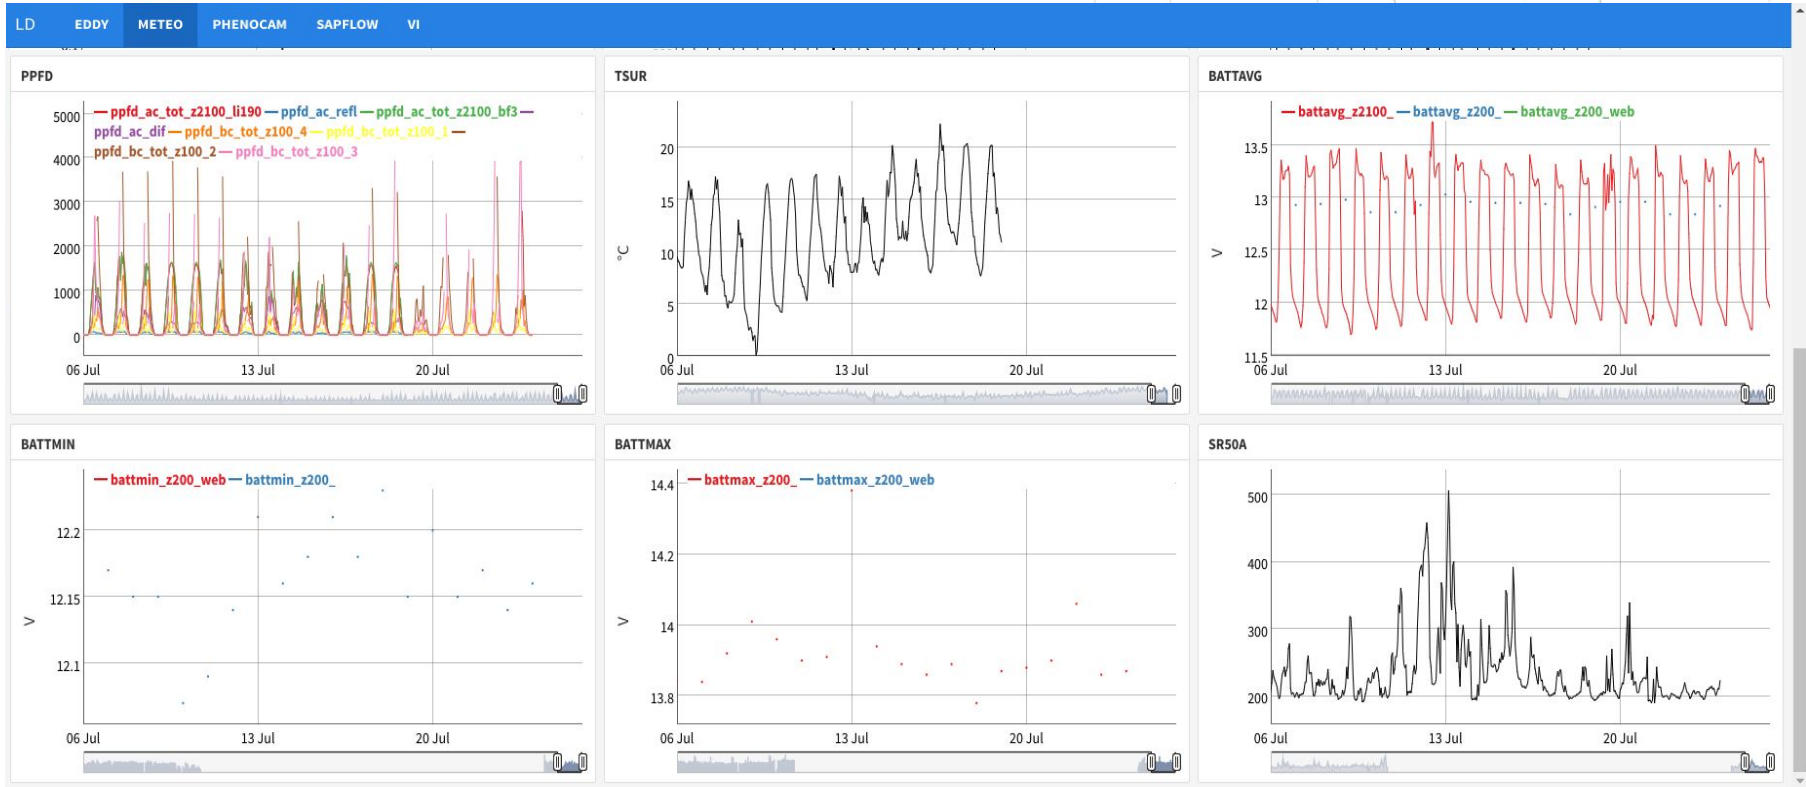 LD EDDY METEO PHENOCAM SAPFLOW VI
PPFD
ppfd_ac_tot_z2100_li190 ppfd_ac_refl ppfd_ac_tot_z2100_bf3
ppfd_ac_dif ppfd_bc_tot_z100_4 ppfd_bc_tot_z100_1
ppfd_bc_tot_z100_2 ppfd_bc_tot_z100_3
5000
4000
3000
2000
1000
0
06 Jul 13 Jul 20 Jul
TSUR
°C
20
15
10
5
0
06 Jul 13 Jul 20 Jul
BATTAVG
battavg_z2100_ battavg_z200_ battavg_z200_web
V
13.5
13
12.5
12
11.5
06 Jul 13 Jul 20 Jul
BATTMIN
battmin_z200_web battmin_z200_
V
12.2
12.15
12.1
06 Jul 13 Jul 20 Jul
BATTMAX
battmax_z200_ battmax_z200_web
V
14.4
14.2
14
13.8
06 Jul 13 Jul 20 Jul
SR50A
500
400
300
200
06 Jul 13 Jul 20 Jul